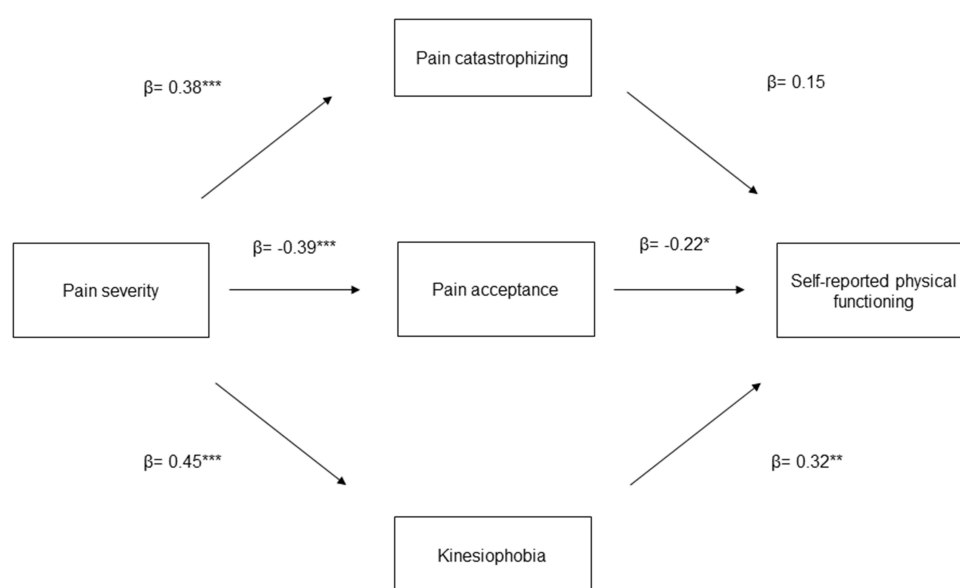 Pain catastrophizing
β= 0.38***
β= 0.15
β= -0.39***
β= -0.22*
Pain severity
Pain acceptance
Self-reported physical
functioning
β= 0.45***
β= 0.32**
Kinesiophobia